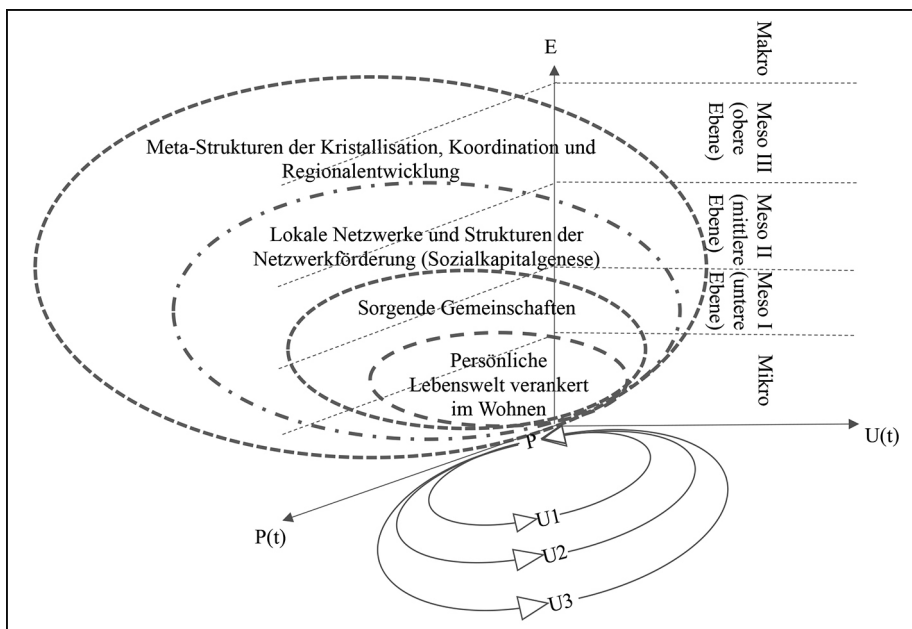 E
Makro
Meso III
(obere
Ebene)
Meta-Strukturen der Kristallisation, Koordination und
Regionalentwicklung
Meso II
(mittlere
Ebene)
Lokale Netzwerke und Strukturen der
Netzwerkförderung (Sozialkapitalgenese)
Meso I
(untere
Ebene)
Sorgende Gemeinschaften
Mikro
Persönliche
Lebenswelt verankert
im Wohnen
P
U(t)
P(t)
U1
U2
U3